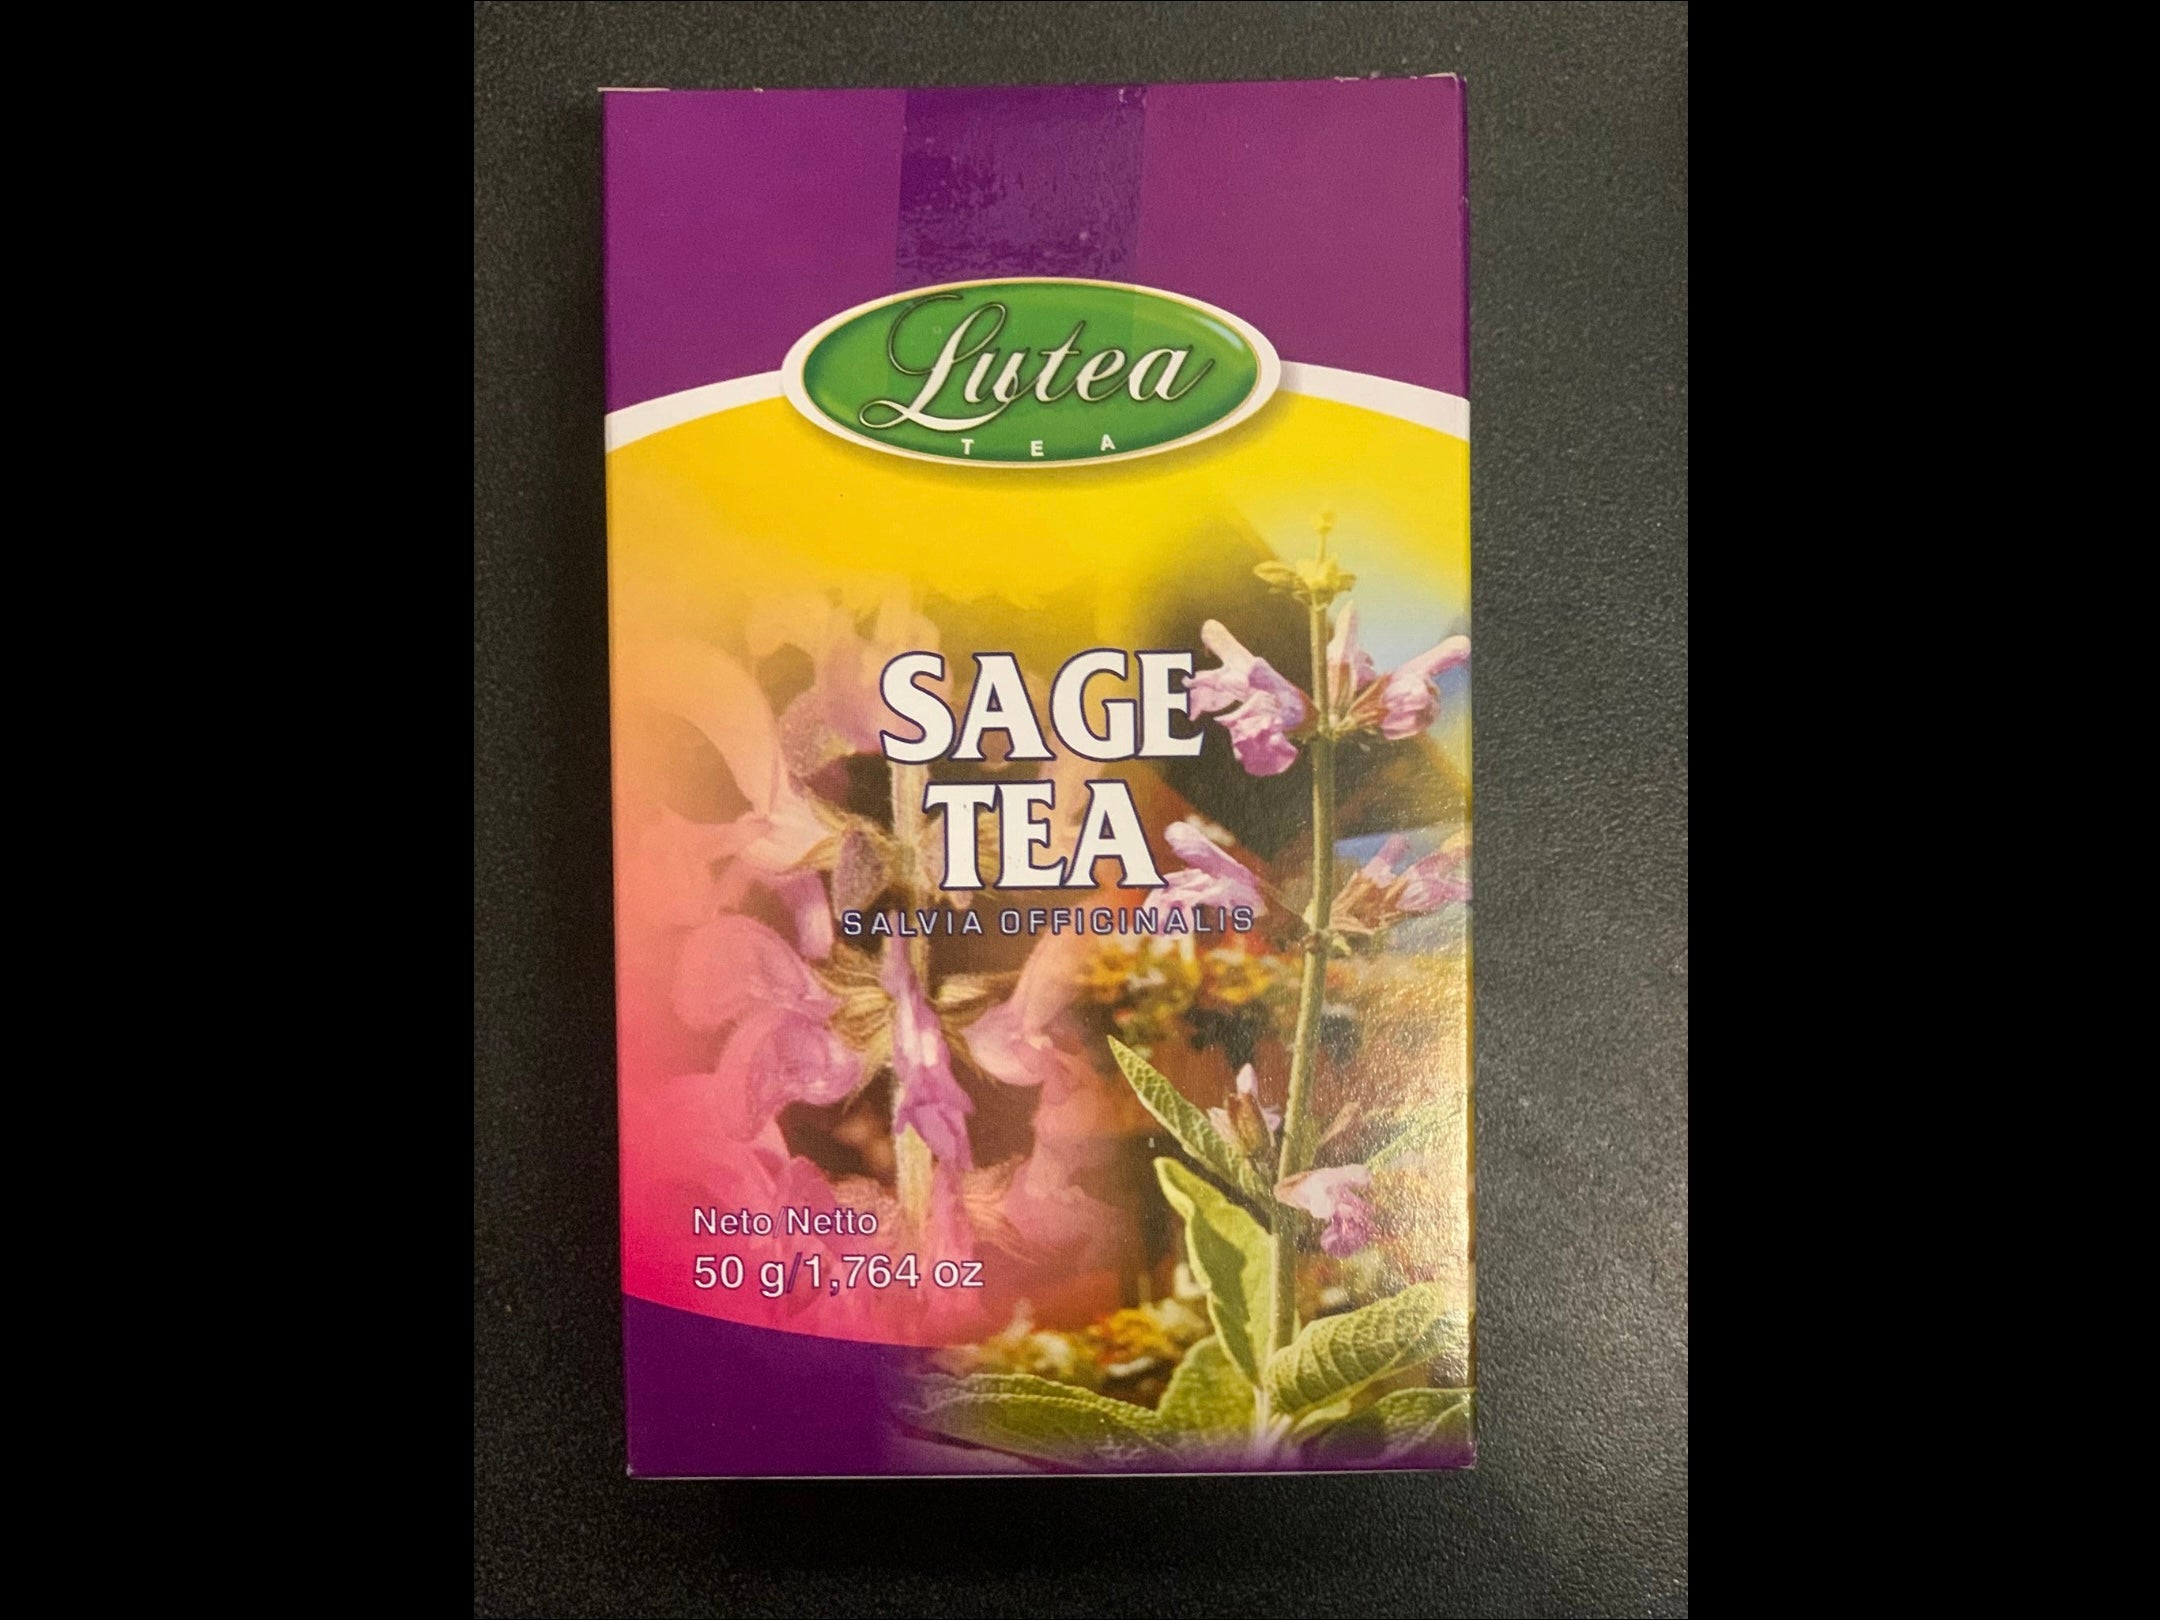 Lutea
TEA
SAGE
TEA
SALVIA OFFICINALIS
Neto/Netto
50 g/1,764 oz